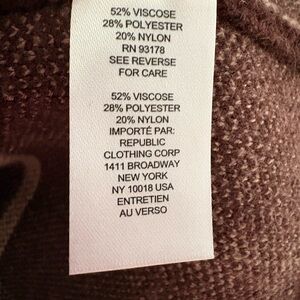 52% VISCOSE
28% POLYESTER
20% NYLON
RN 93178
SEE REVERSE
FOR CARE
52% VISCOSE
28% POLYESTER
20% NYLON
IMPORTÉ PAR:
REPUBLIC
CLOTHING CORP
1411 BROADWAY
NEW YORK
NY 10018 USA
ENTRETIEN
AU VERSO